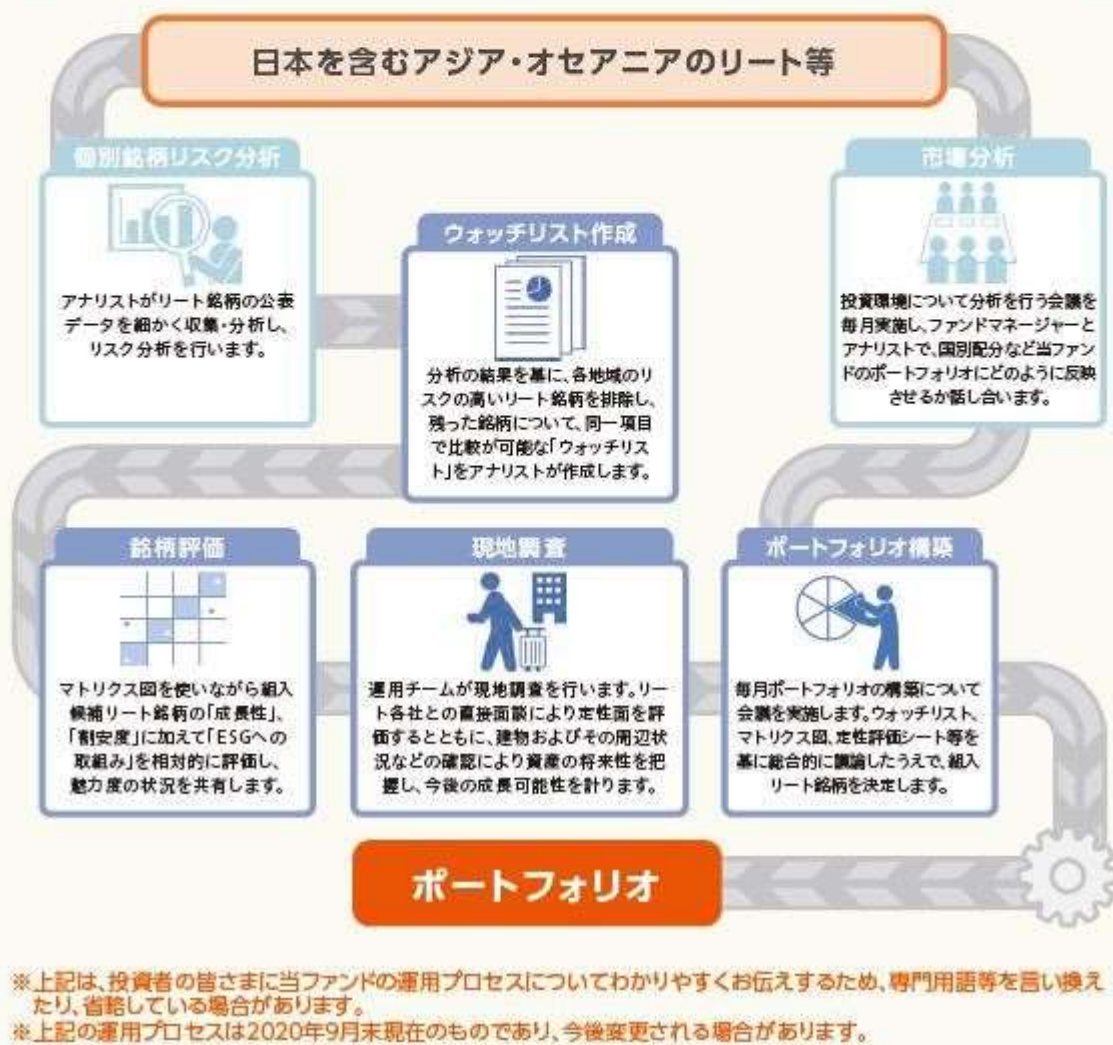 日本を含むアジア・オセアニアのリート等
個別銘柄リスク分析
アナリストがリート銘柄の公表
データを細かく収集・分析し、
リスク分析を行います。
ウォッチリスト作成
分析の結果を基に、各地域のリ
スクの高いリート銘柄を排除し、
残った銘柄について、同一項目
で比較が可能な「ウォッチリス
ト」をアナリストが作成します。
市場分析
投資環境について分析を行う会議を
毎月実施し、ファンドマネージャーと
アナリストで、国別配分など当ファン
ドのポートフォリオにどのように反映
させるか話し合います。
銘柄評価
マトリクス図を使いながら組入
候補リート銘柄の「成長性」、
「割安度」に加えて「ESGへの
取組み」を相対的に評価し、
魅力度の状況を共有します。
現地調査
運用チームが現地調査を行います。リー
ト各社との直接面談により定性面を評
価するとともに、建物およびその周辺状
況などの確認により資産の将来性を把
握し、今後の成長可能性を計ります。
ポートフォリオ構築
毎月ポートフォリオの構築について
会議を実施します。ウォッチリスト、
マトリクス図、定性評価シート等を
基に総合的に議論したうえで、組入
リート銘柄を決定します。
ポートフォリオ
※上記は、投資者の皆さまに当ファンドの運用プロセスについてわかりやすくお伝えするため、専門用語等を言い換え
たり、省略している場合があります。
※上記の運用プロセスは2020年9月末現在のものであり、今後変更される場合があります。